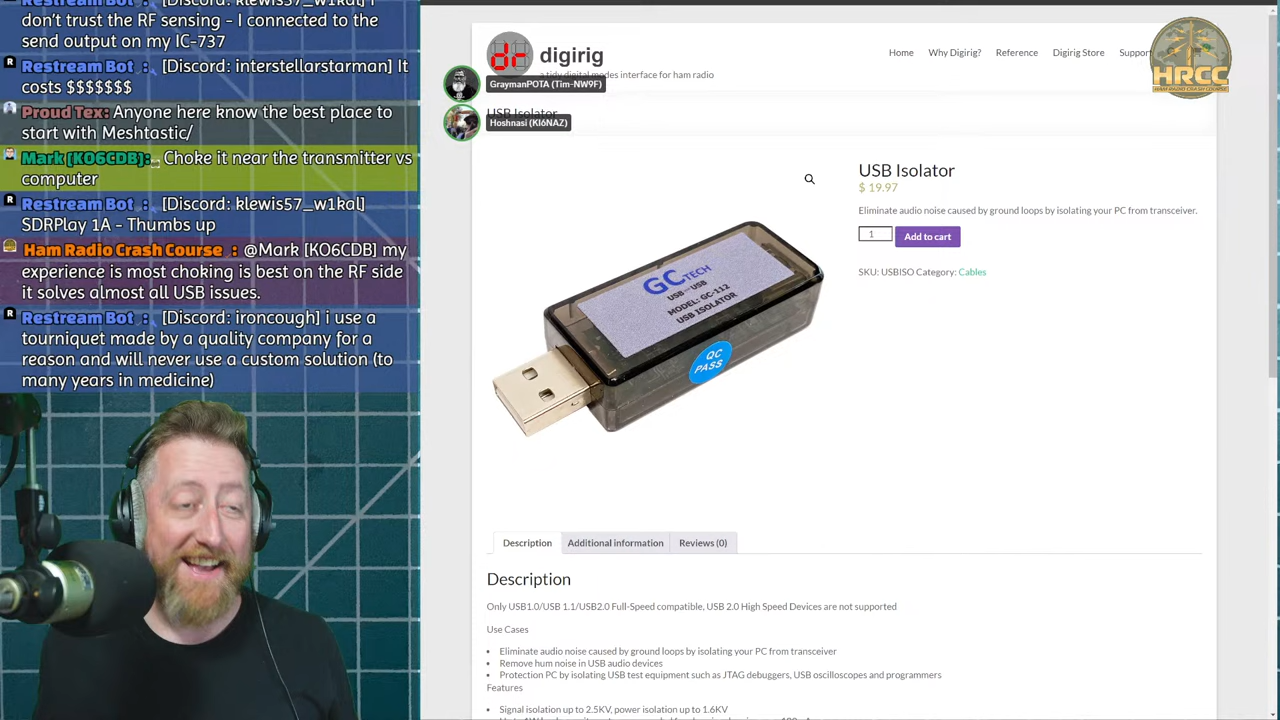 Restream Bot : [Discord: klewis57_w1kal] I
don't trust the RF sensing - I connected to the
send output on my IC-737
Restream Bot : [Discord: interstellarstorman] It
costs $$$$$$$
Proud Tex: Anyone here know the best place to
start with Meshtastic/
Mark [KO6CDB]: Choke it near the transmitter vs
computer
Restream Bot : [Discord: klewis57_w1kal]
SDRPlay 1A - Thumbs up
Ham Radio Crash Course : @Mark [KO6CDB] my
experience is most choking is best on the RF side
it solves almost all USB issues.
Restream Bot : [Discord: ironcough] i use a
tourniquet made by a quality company for a
reason and will never use a custom solution (to
many years in medicine)
dr
digirig
a tidy digital modes interface for ham radio
Home Why Digirig? Reference Digirig Store Support
HRCC
HAM RADIO CRASH COURSE
GraymanPOTA (Tim-NW9F)
USB Isolator
Hoshnasi (KI6NAZ)
GCTECH
USB—USB
MODEL: GC-112
USB ISOLATOR
QC
PASS
USB Isolator
$ 19.97
Eliminate audio noise caused by ground loops by isolating your PC from transceiver.
1 Add to cart
SKU: USBISO Category: Cables
Description Additional information Reviews (0)
Description
Only USB1.0/USB 1.1/USB2.0 Full-Speed compatible, USB 2.0 High Speed Devices are not supported
Use Cases
• Eliminate audio noise caused by ground loops by isolating your PC from transceiver
• Remove hum noise in USB audio devices
• Protection PC by isolating USB test equipment such as JTAG debuggers, USB oscilloscopes and programmers
Features
• Signal isolation up to 2.5KV, power isolation up to 1.6KV